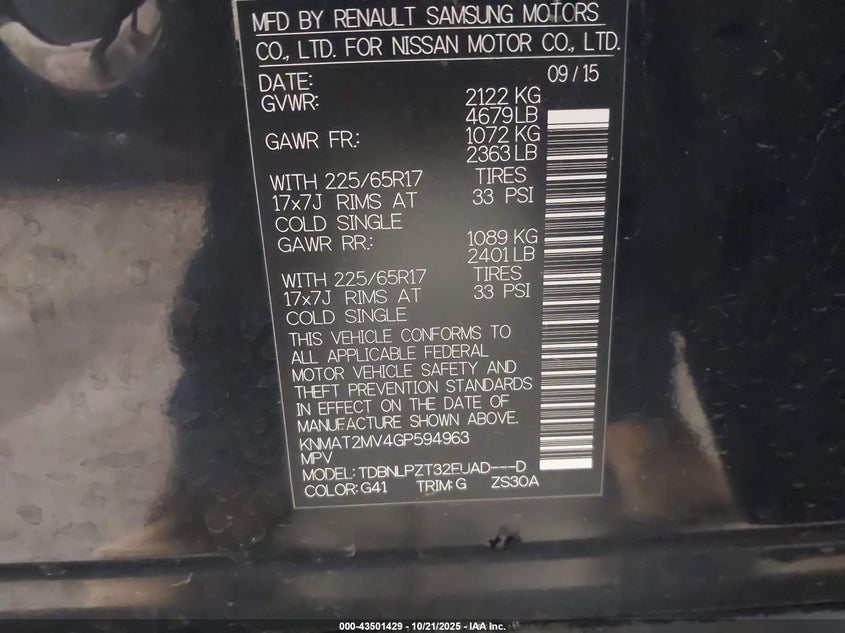 MFD BY RENAULT SAMSUNG MOTORS
CO., LTD. FOR NISSAN MOTOR CO., LTD.
DATE: 09/15
GVWR: 2122 KG
4679 LB
GAWR FR.: 1072 KG
2363 LB
WITH 225/65R17 TIRES
17x7J RIMS AT 33 PSI
COLD SINGLE
GAWR RR.: 1089 KG
2401 LB
WITH 225/65R17 TIRES
17x7J RIMS AT 33 PSI
COLD SINGLE
THIS VEHICLE CONFORMS TO
ALL APPLICABLE FEDERAL
MOTOR VEHICLE SAFETY AND
THEFT PREVENTION STANDARDS
IN EFFECT ON THE DATE OF
MANUFACTURE SHOWN ABOVE.
KNMAT2MV4GP594963
MPV
MODEL: TDBNLPZT32EUAD---D
COLOR: G41 TRIM: G ZS30A
000-43501429 - 10/21/2025 - IAA Inc.